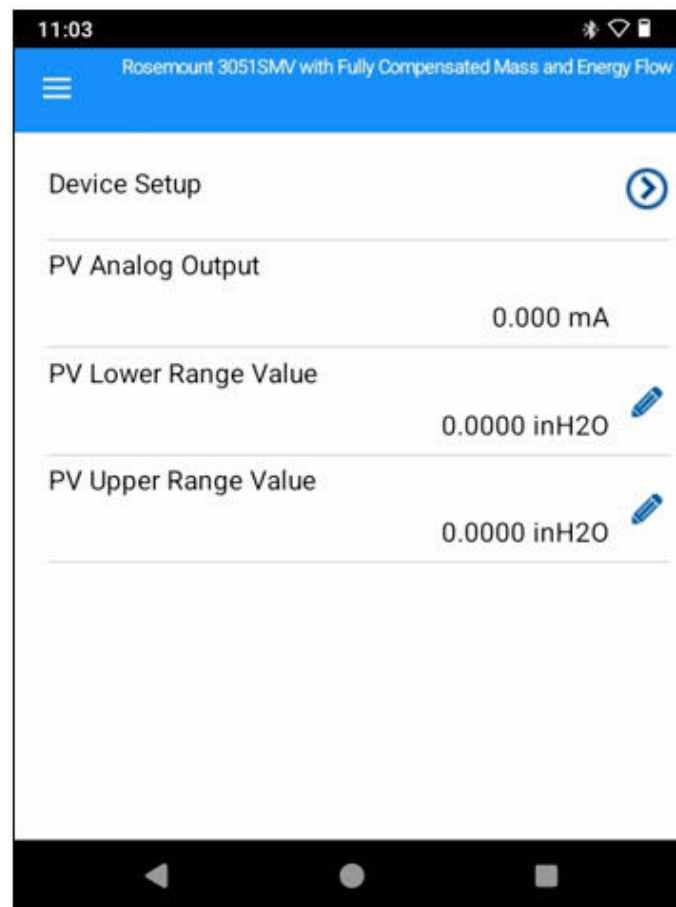 11:03
Rosemount 3051SMV with Fully Compensated Mass and Energy Flow
Device Setup
PV Analog Output
0.000 mA
PV Lower Range Value
0.0000 inH2O
PV Upper Range Value
0.0000 inH2O